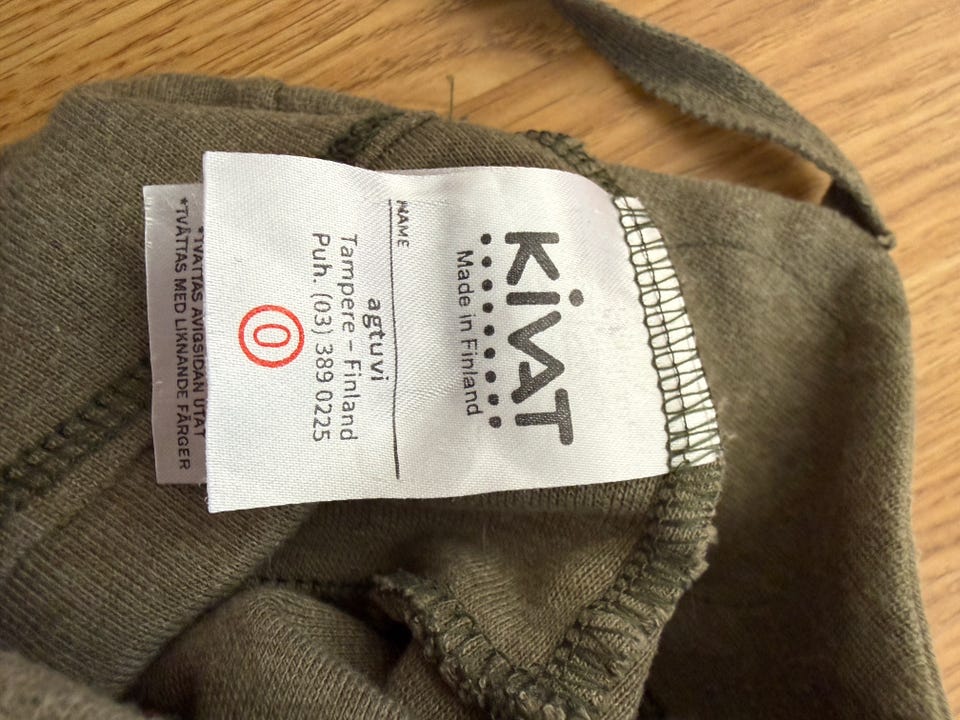 KiVAT
Made in Finland
NAME
agtuvi
Tampere – Finland
Puh. (03) 389 0225
0
*TVÄTTAS AVIGSIDAN UTÅT
*TVÄTTAS MED LIKNANDE FÄRGER